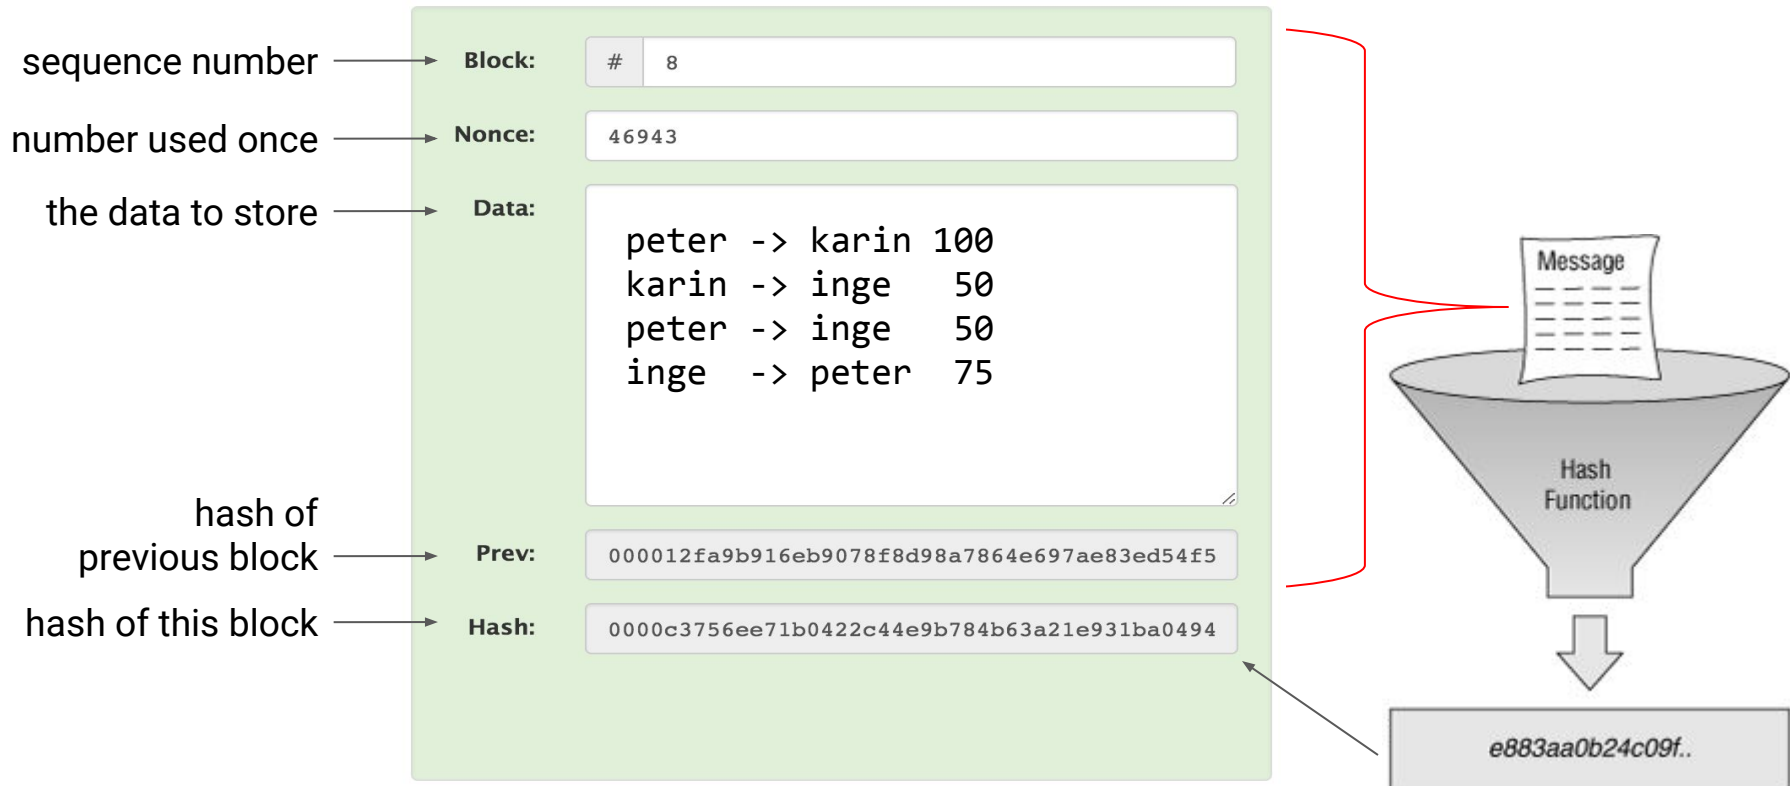 sequence number
Block:
# 8
number used once
Nonce:
46943
the data to store
Data:
peter -> karin 100
karin -> inge   50
peter -> inge   50
inge  -> peter  75
hash of
previous block
Prev:
000012fa9b916eb9078f8d98a7864e697ae83ed54f5
hash of this block
Hash:
0000c3756ee71b0422c44e9b784b63a21e931ba0494
Message
Hash
Function
e883aa0b24c09f..